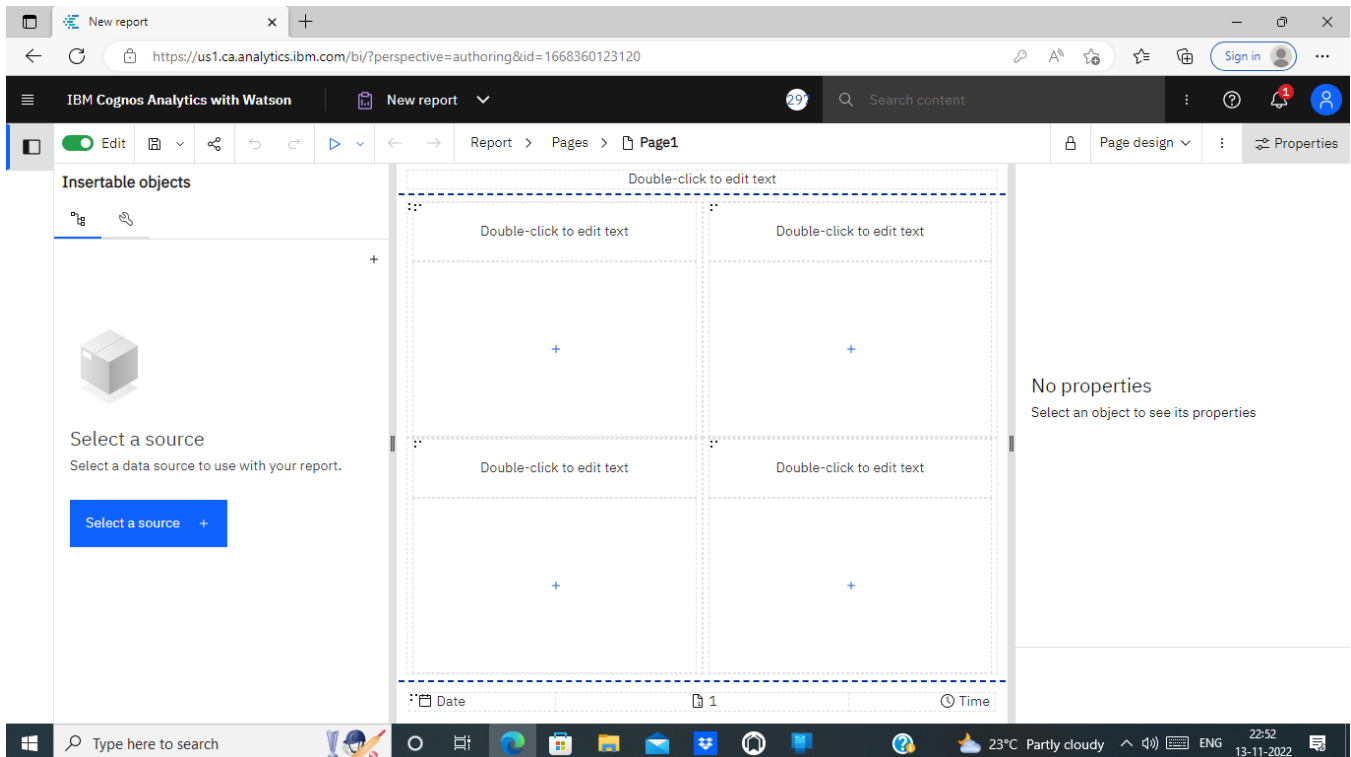 New report
https://us1.ca.analytics.ibm.com/bi/?perspective=authoring&id=1668360123120
Sign in
IBM Cognos Analytics with Watson
New report
297
Search content
1
Edit
Report > Pages > Page1
Page design
Properties
Insertable objects
Select a source
Select a data source to use with your report.
Select a source +
Double-click to edit text
Double-click to edit text
Double-click to edit text
Double-click to edit text
Double-click to edit text
Date
1
Time
No properties
Select an object to see its properties
Type here to search
23°C Partly cloudy
ENG
22:52
13-11-2022